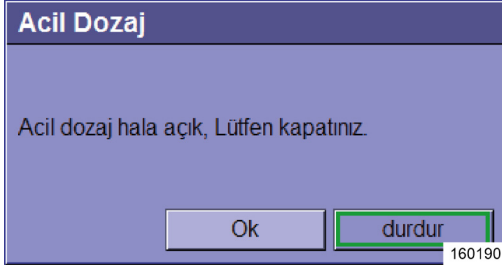 Acil Dozaj
Acil dozaj hala açık, Lütfen kapatınız.
Ok durdur
160190